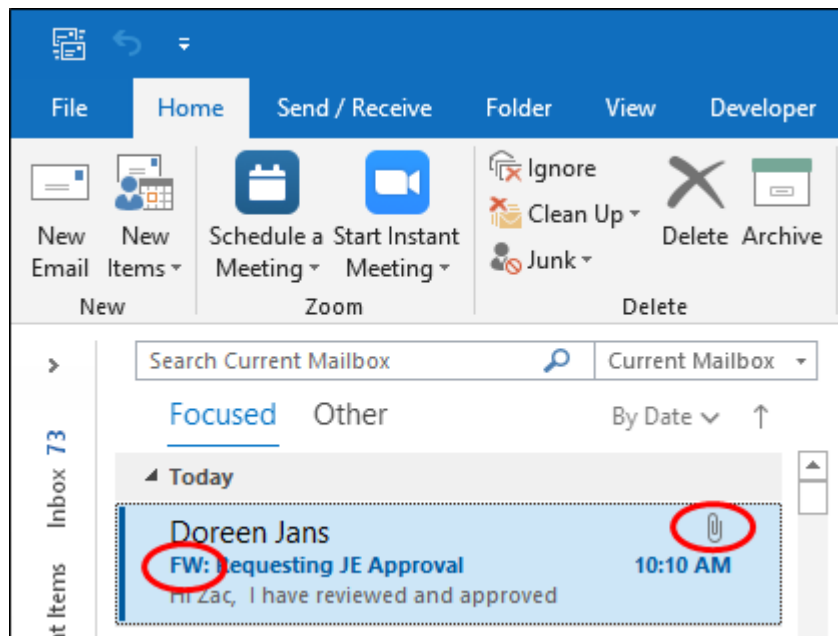 File Home Send / Receive Folder View Developer
Ignore
Clean Up
Junk
New Email
New Items
Schedule a Meeting
Start Instant Meeting
Delete
Archive
New
Zoom
Delete
Search Current Mailbox
Current Mailbox
Focused Other
By Date
Inbox 73
Today
Doreen Jans
FW: Requesting JE Approval 10:10 AM
Hi Zac, I have reviewed and approved
Items